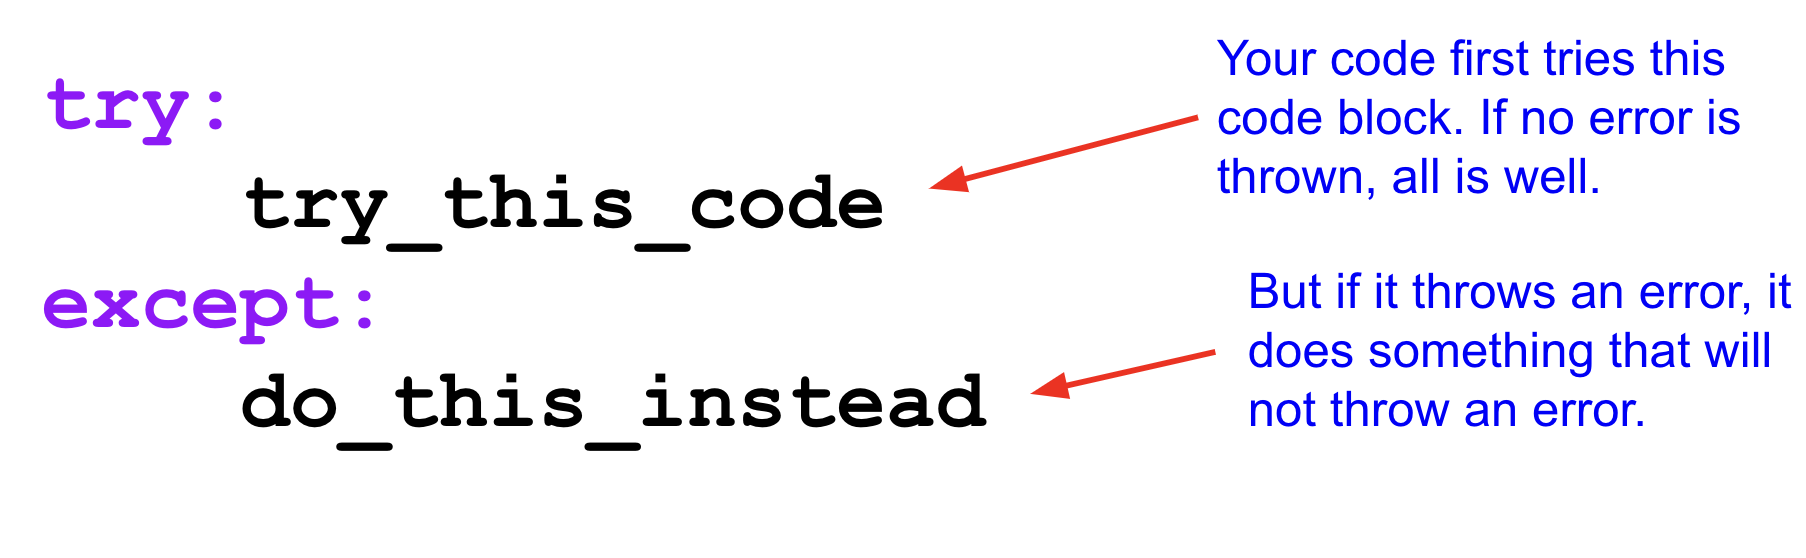 try:
    try_this_code
except:
    do_this_instead
Your code first tries this
code block. If no error is
thrown, all is well.
But if it throws an error, it
does something that will
not throw an error.